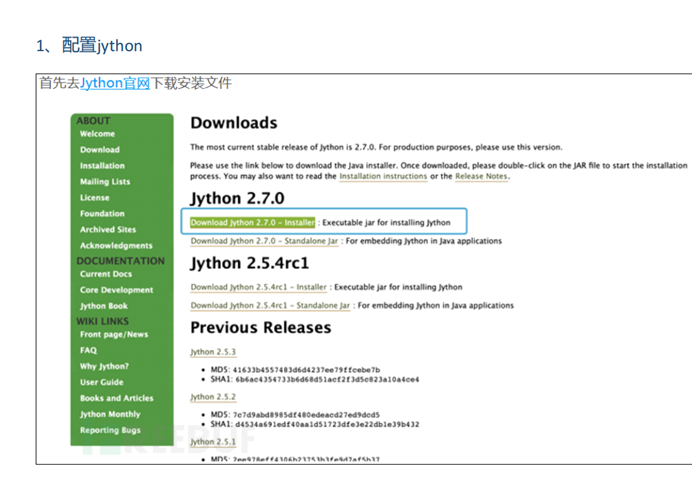 1、配置jython
首先去Jython官网下载安装文件
ABOUT
Welcome
Download
Installation
Mailing Lists
License
Foundation
Archived Sites
Acknowledgments
DOCUMENTATION
Current Docs
Core Development
Jython Book
WIKI LINKS
Front page/News
FAQ
Why Jython?
User Guide
Books and Articles
Jython Monthly
Reporting Bugs
Downloads
The most current stable release of Jython is 2.7.0. For production purposes, please use this version.
Please use the link below to download the Java installer. Once downloaded, please double-click on the JAR file to start the installation
process. You may also want to read the Installation instructions or the Release Notes.
Jython 2.7.0
Download Jython 2.7.0 - Installer : Executable jar for installing Jython
Download Jython 2.7.0 - Standalone Jar : For embedding Jython in Java applications
Jython 2.5.4rc1
Download Jython 2.5.4rc1 - Installer : Executable jar for installing Jython
Download Jython 2.5.4rc1 - Standalone Jar : For embedding Jython in Java applications
Previous Releases
Jython 2.5.3
• MD5: 41633b4557483d6d4237ee79ffcebe7b
• SHA1: 6b6ac4354733b6d68d51acf2f3d5c823a10a4ce4
Jython 2.5.2
• MD5: 7c7d9abd8985df480edeacd27ed9dcd5
• SHA1: d4534a691edf40aa1d51723dfe3e22db1e39b432
Jython 2.5.1
• MD5: